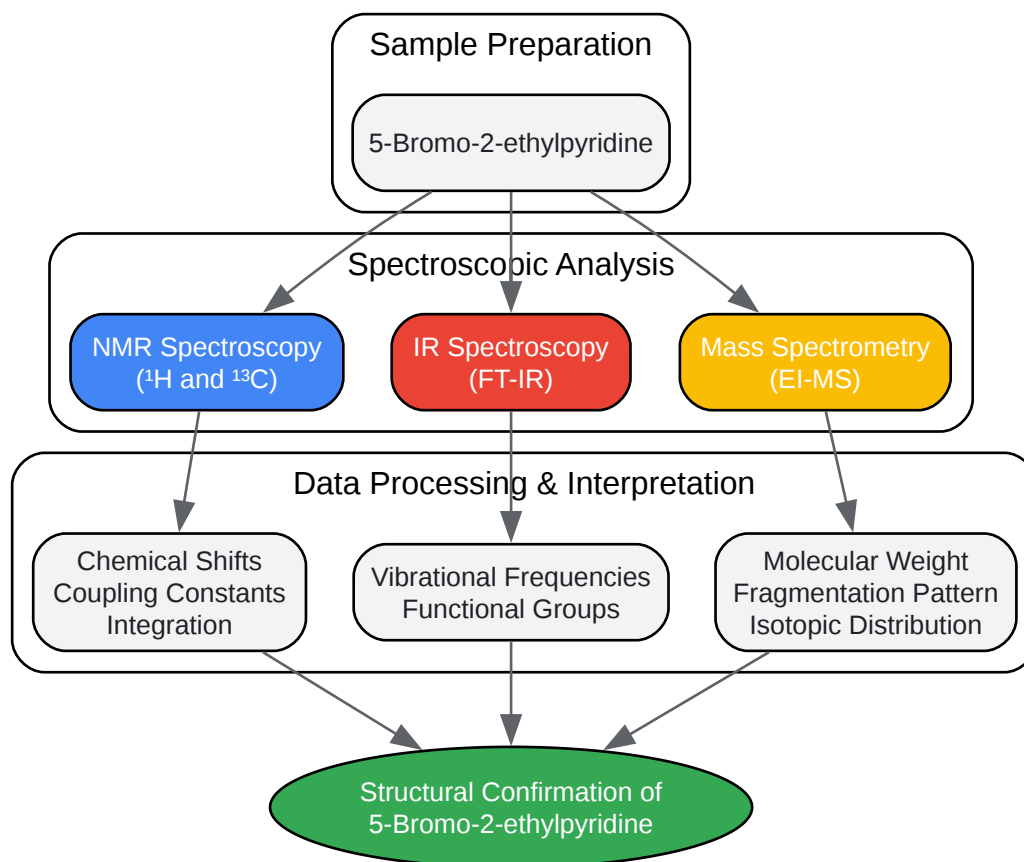 Sample Preparation
5-Bromo-2-ethylpyridine
Spectroscopic Analysis
NMR Spectroscopy
(¹H and ¹³C)
IR Spectroscopy
(FT-IR)
Mass Spectrometry
(EI-MS)
Data Processing & Interpretation
Chemical Shifts
Coupling Constants
Integration
Vibrational Frequencies
Functional Groups
Molecular Weight
Fragmentation Pattern
Isotopic Distribution
Structural Confirmation of
5-Bromo-2-ethylpyridine